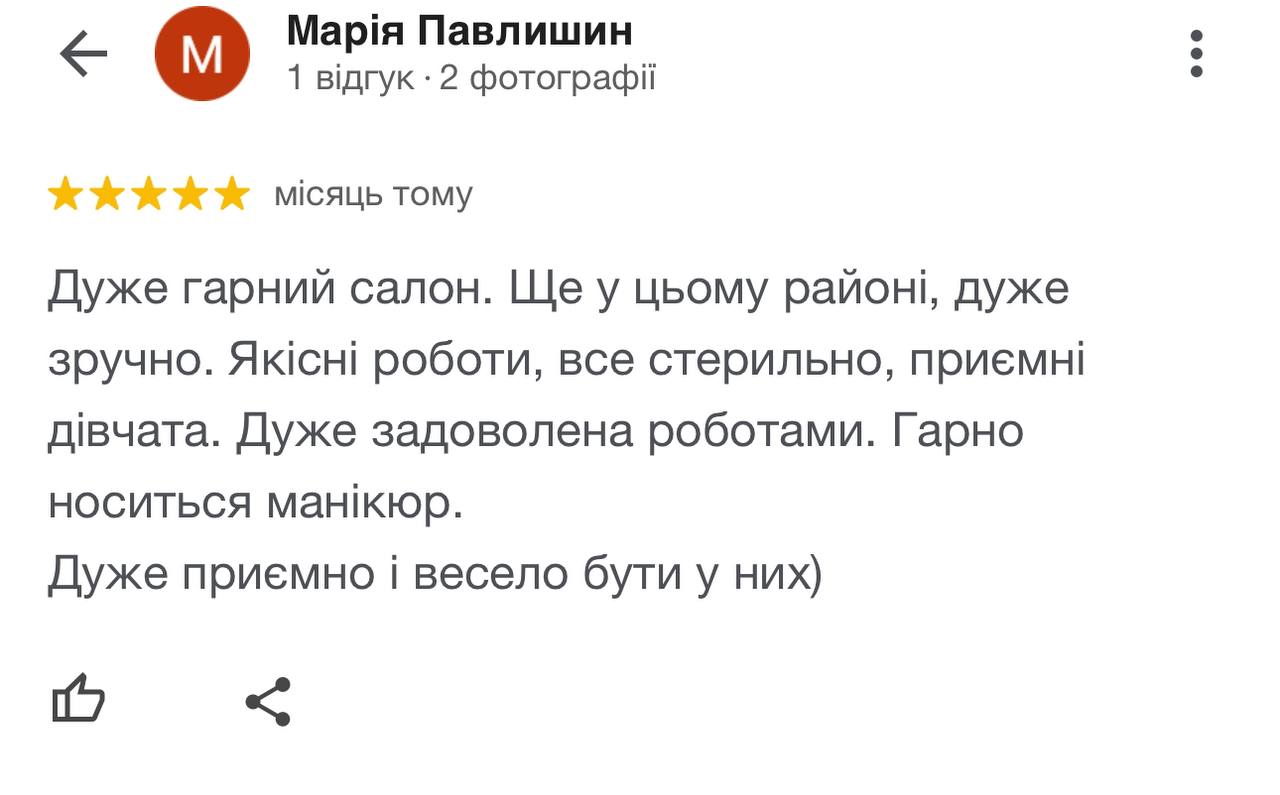 Марія Павлишин
М
1 відгук · 2 фотографії
місяць тому
Дуже гарний салон. Ще у цьому районі, дуже
зручно. Якісні роботи, все стерильно, приємні
дівчата. Дуже задоволена роботами. Гарно
носиться манікюр.
Дуже приємно і весело бути у них)